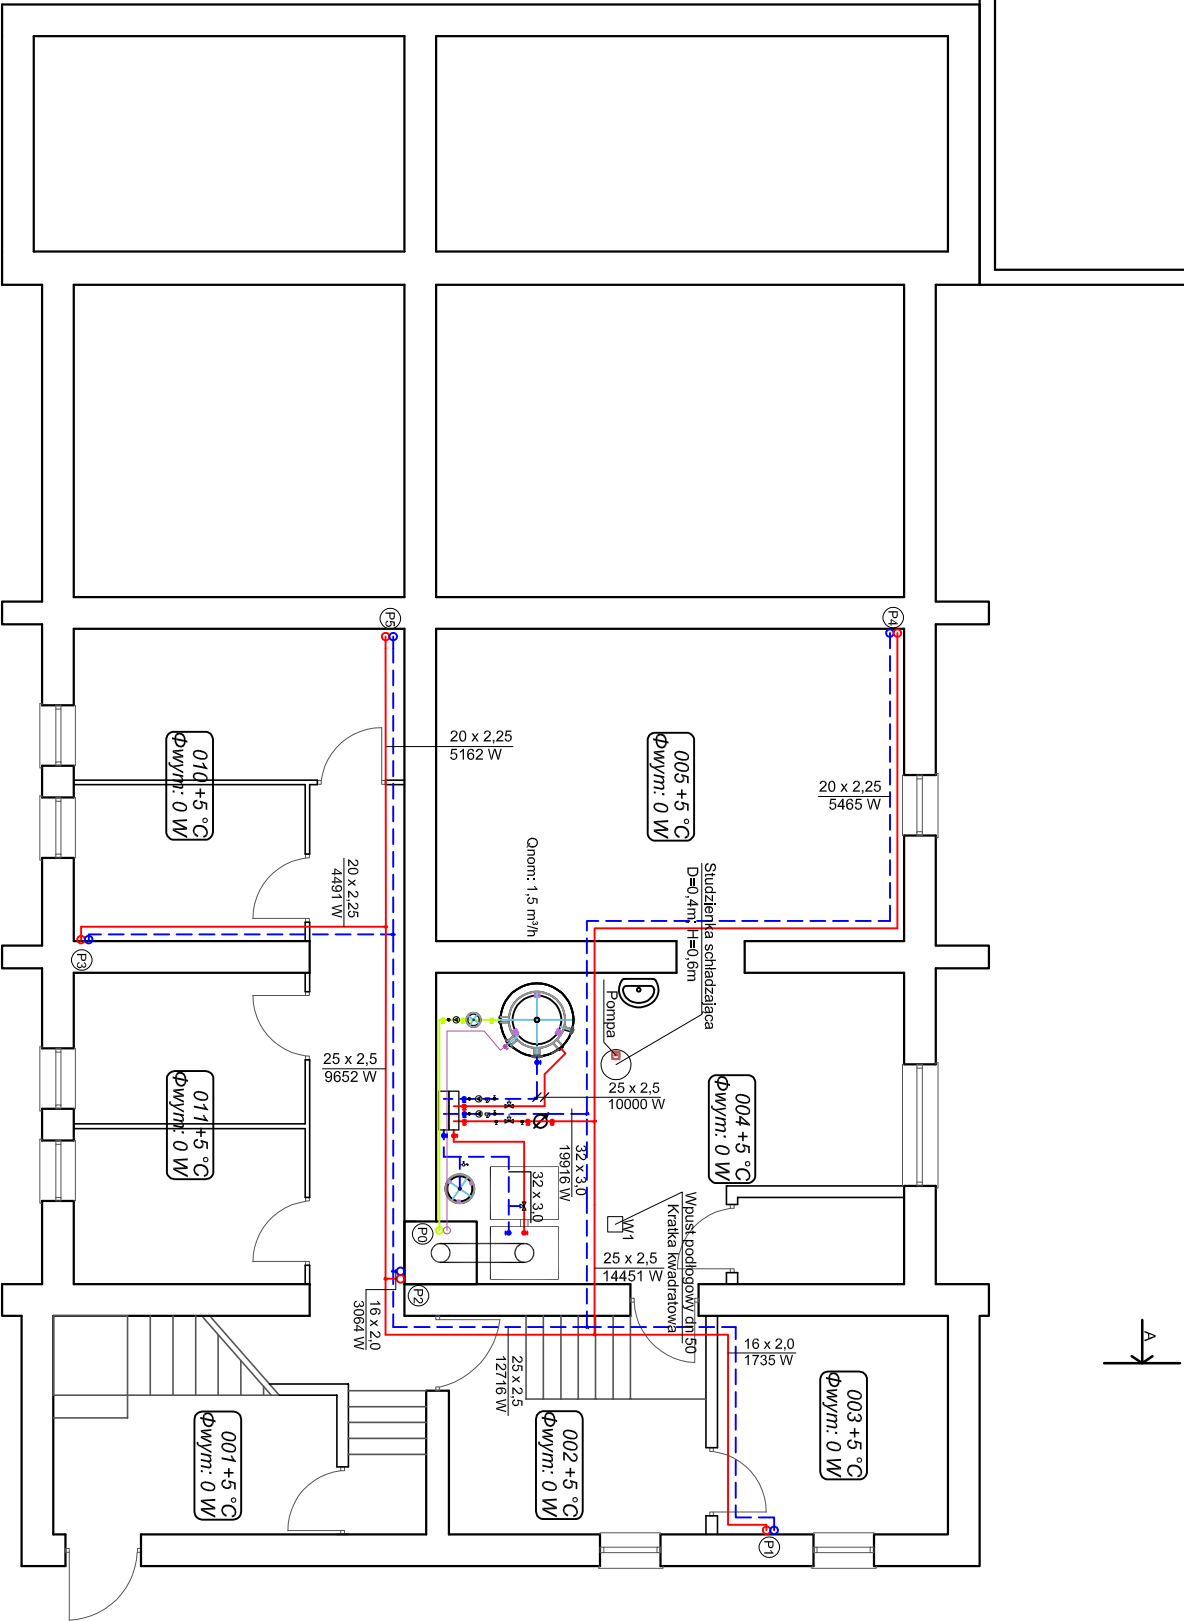 P5
P4
20 x 2,25
5162 W
010 +5 °C
Φwym: 0 W
005 +5 °C
Φwym: 0 W
20 x 2,25
5465 W
Qnom: 1,5 m³/h
20 x 2,25
4491 W
Studzienka schładzająca
D=0,4m; H=0,6m
P3
Pompa
25 x 2,5
9652 W
25 x 2,5
10000 W
011 +5 °C
Φwym: 0 W
004 +5 °C
Φwym: 0 W
32 x 3,0
19916 W
32 x 3,0
Wpust podłogowy dn 50
Kratka kwadratowa
W1
P0
25 x 2,5
14451 W
P2
16 x 2,0
3064 W
25 x 2,5
12716 W
16 x 2,0
1735 W
A
003 +5 °C
Φwym: 0 W
001 +5 °C
Φwym: 0 W
002 +5 °C
Φwym: 0 W
P1